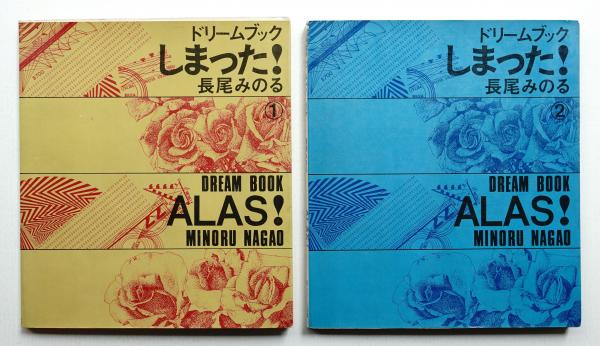 ドリームブック
しまった!
長尾みのる
①
DREAM BOOK
ALAS!
MINORU NAGAO
ドリームブック
しまった!
長尾みのる
②
DREAM BOOK
ALAS!
MINORU NAGAO